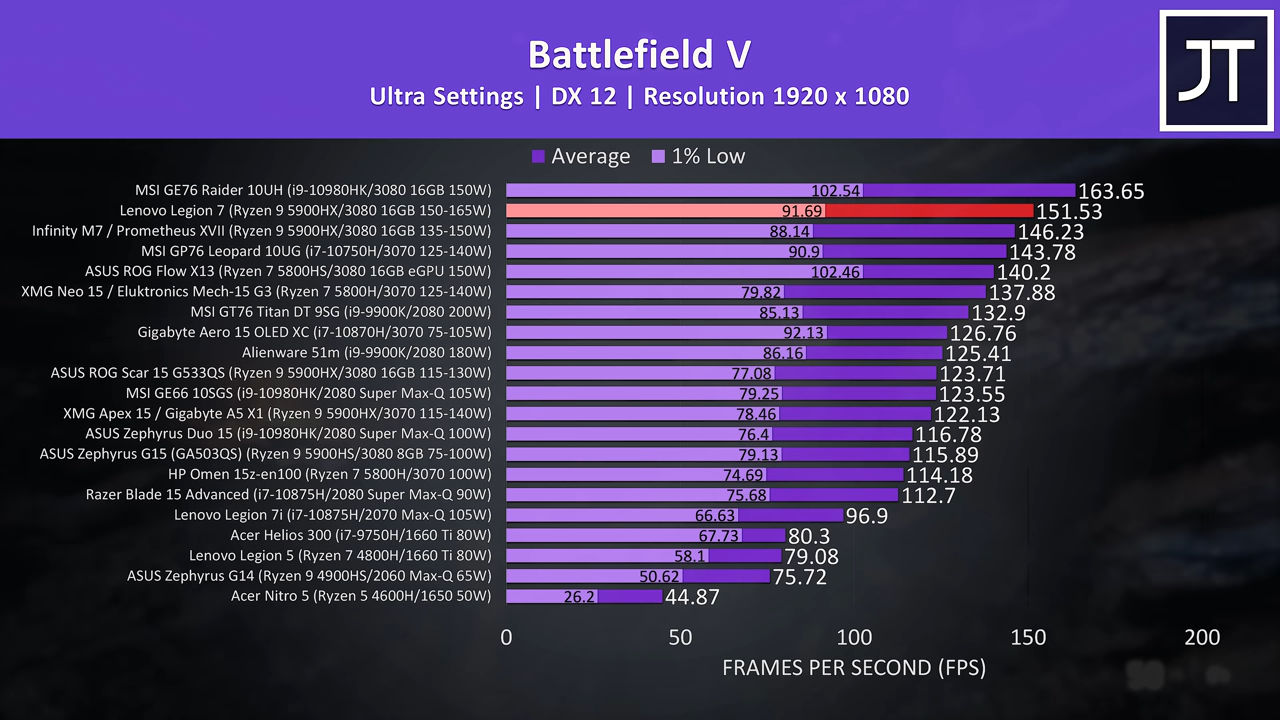 Battlefield V
JT
Ultra Settings | DX 12 | Resolution 1920 x 1080
Average 1% Low
MSI GE76 Raider 10UH (i9-10980HK/3080 16GB 150W) 102.54 163.65
Lenovo Legion 7 (Ryzen 9 5900HX/3080 16GB 150-165W) 91.69 151.53
Infinity M7 / Prometheus XVII (Ryzen 9 5900HX/3080 16GB 135-150W) 88.14 146.23
MSI GP76 Leopard 10UG (i7-10750H/3070 125-140W) 90.9 143.78
ASUS ROG Flow X13 (Ryzen 7 5800HS/3080 16GB eGPU 150W) 102.46 140.2
XMG Neo 15 / Eluktronics Mech-15 G3 (Ryzen 7 5800H/3070 125-140W) 79.82 137.88
MSI GT76 Titan DT 9SG (i9-9900K/2080 200W) 85.13 132.9
Gigabyte Aero 15 OLED XC (i7-10870H/3070 75-105W) 92.13 126.76
Alienware 51m (i9-9900K/2080 180W) 86.16 125.41
ASUS ROG Scar 15 G533QS (Ryzen 9 5900HX/3080 16GB 115-130W) 77.08 123.71
MSI GE66 10SGS (i9-10980HK/2080 Super Max-Q 105W) 79.25 123.55
XMG Apex 15 / Gigabyte A5 X1 (Ryzen 9 5900HX/3070 115-140W) 78.46 122.13
ASUS Zephyrus Duo 15 (i9-10980HK/2080 Super Max-Q 100W) 76.4 116.78
ASUS Zephyrus G15 (GA503QS) (Ryzen 9 5900HS/3080 8GB 75-100W) 79.13 115.89
HP Omen 15z-en100 (Ryzen 7 5800H/3070 100W) 74.69 114.18
Razer Blade 15 Advanced (i7-10875H/2080 Super Max-Q 90W) 75.68 112.7
Lenovo Legion 7i (i7-10875H/2070 Max-Q 105W) 66.63 96.9
Acer Helios 300 (i7-9750H/1660 Ti 80W) 67.73 80.3
Lenovo Legion 5 (Ryzen 7 4800H/1660 Ti 80W) 58.1 79.08
ASUS Zephyrus G14 (Ryzen 9 4900HS/2060 Max-Q 65W) 50.62 75.72
Acer Nitro 5 (Ryzen 5 4600H/1650 50W) 26.2 44.87
0 50 100 150 200
FRAMES PER SECOND (FPS)